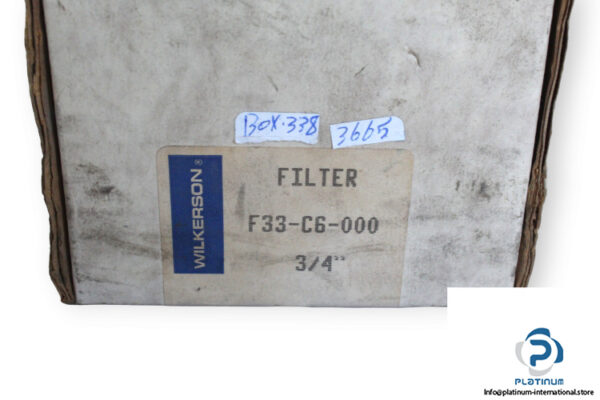 BOX.338
3665
FILTER
WILKERSON®
F33-C6-000
3/4"
PLATINUM
Info@platinum-international.store